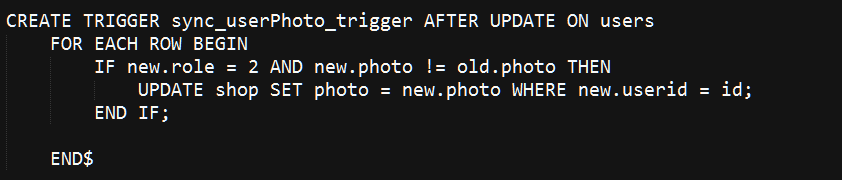 CREATE TRIGGER sync_userPhoto_trigger AFTER UPDATE ON users
    FOR EACH ROW BEGIN
        IF new.role = 2 AND new.photo != old.photo THEN
            UPDATE shop SET photo = new.photo WHERE new.userid = id;
        END IF;

    END$